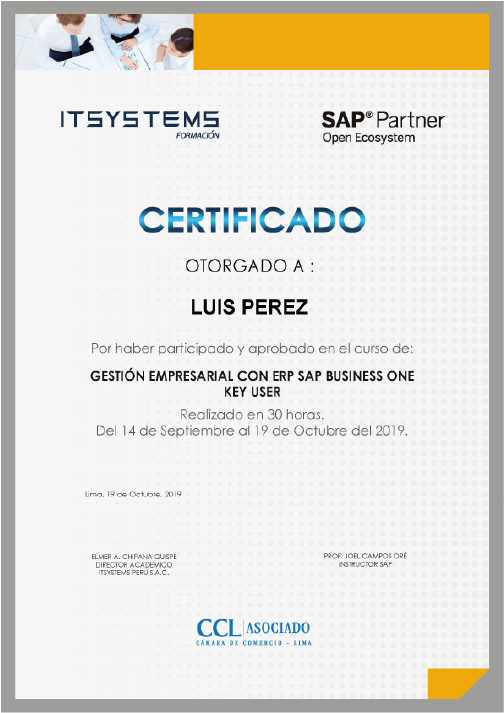 ITSYSTEMS
FORMACIÓN
SAP® Partner
Open Ecosystem
CERTIFICADO
OTORGADO A :
LUIS PEREZ
Por haber participado y aprobado en el curso de:
GESTIÓN EMPRESARIAL CON ERP SAP BUSINESS ONE
KEY USER
Realizado en 30 horas.
Del 14 de Septiembre al 19 de Octubre del 2019.
Lima, 19 de Octubre, 2019
ELMER A. CHIPANA QUISPE
DIRECTOR ACADEMICO
ITSYSTEMS PERU S.A.C.
PROF. JOEL CAMPOS ORÉ
INSTRUCTOR SAP
CCL ASOCIADO
CÁMARA DE COMERCIO - LIMA